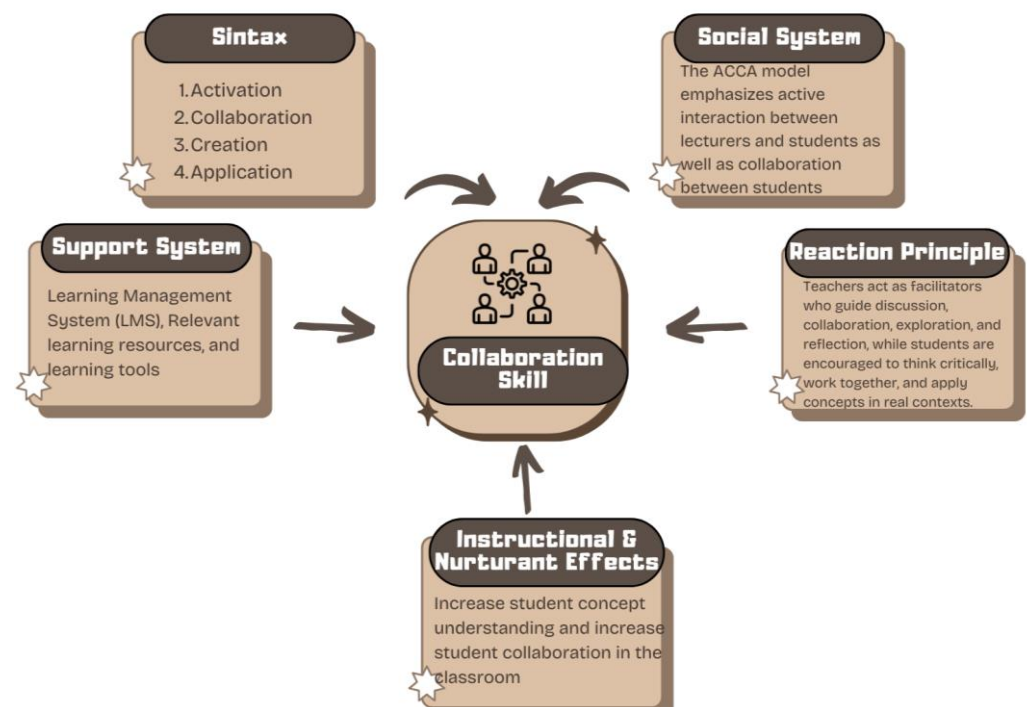 Sintax
1.Activation
2.Collaboration
3.Creation
4.Application
Social System
The ACCA model
emphasizes active
interaction between
lecturers and students as
well as collaboration
between students
Support System
Learning Management
System (LMS), Relevant
learning resources, and
learning tools
Collaboration
Skill
Reaction Principle
Teachers act as facilitators
who guide discussion,
collaboration, exploration, and
reflection, while students are
encouraged to think critically,
work together, and apply
concepts in real contexts.
Instructional &
Nurturant Effects
Increase student concept
understanding and increase
student collaboration in the
classroom